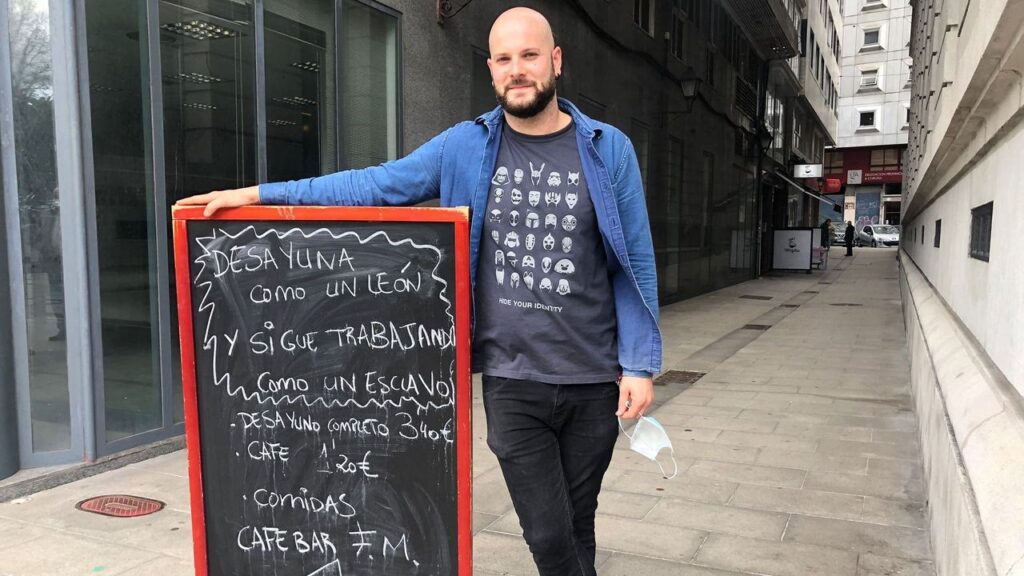 DESAYUNA
COMO UN LEÓN
Y SIGUE TRABAJANDO
COMO UN ESCLAVO
· DESAYUNO COMPLETO 3'40€
· CAFE 1'20€
· COMIDAS
CAFE BAR F.M.
HIDE YOUR IDENTITY